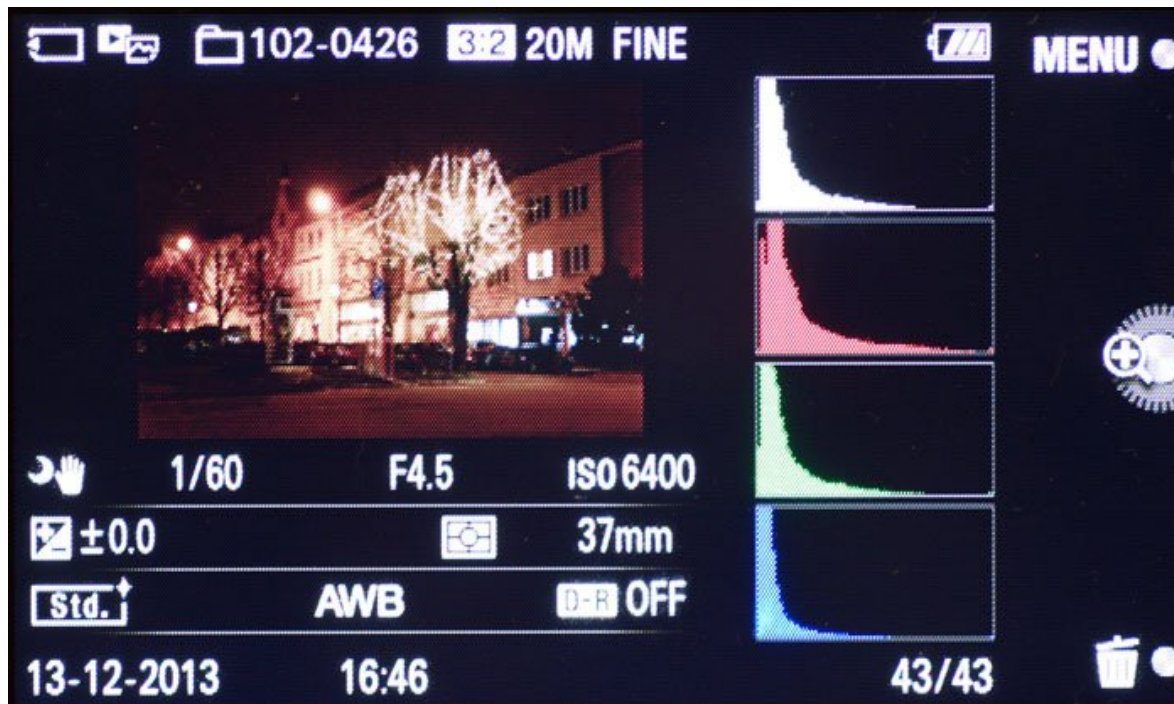 102-0426 3:2 20M FINE
MENU
1/60 F4.5 ISO 6400
±0.0 37mm
Std. AWB D-R OFF
13-12-2013 16:46 43/43